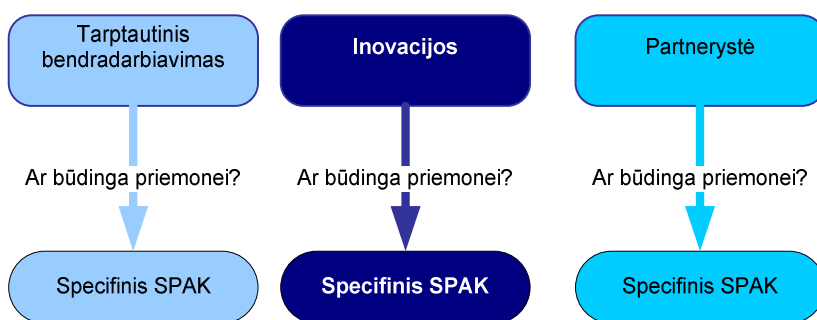 Tarptautinis
bendradarbiavimas
Inovacijos
Partnerystė
Ar būdinga priemonei?
Ar būdinga priemonei?
Ar būdinga priemonei?
Specifinis SPAK
Specifinis SPAK
Specifinis SPAK